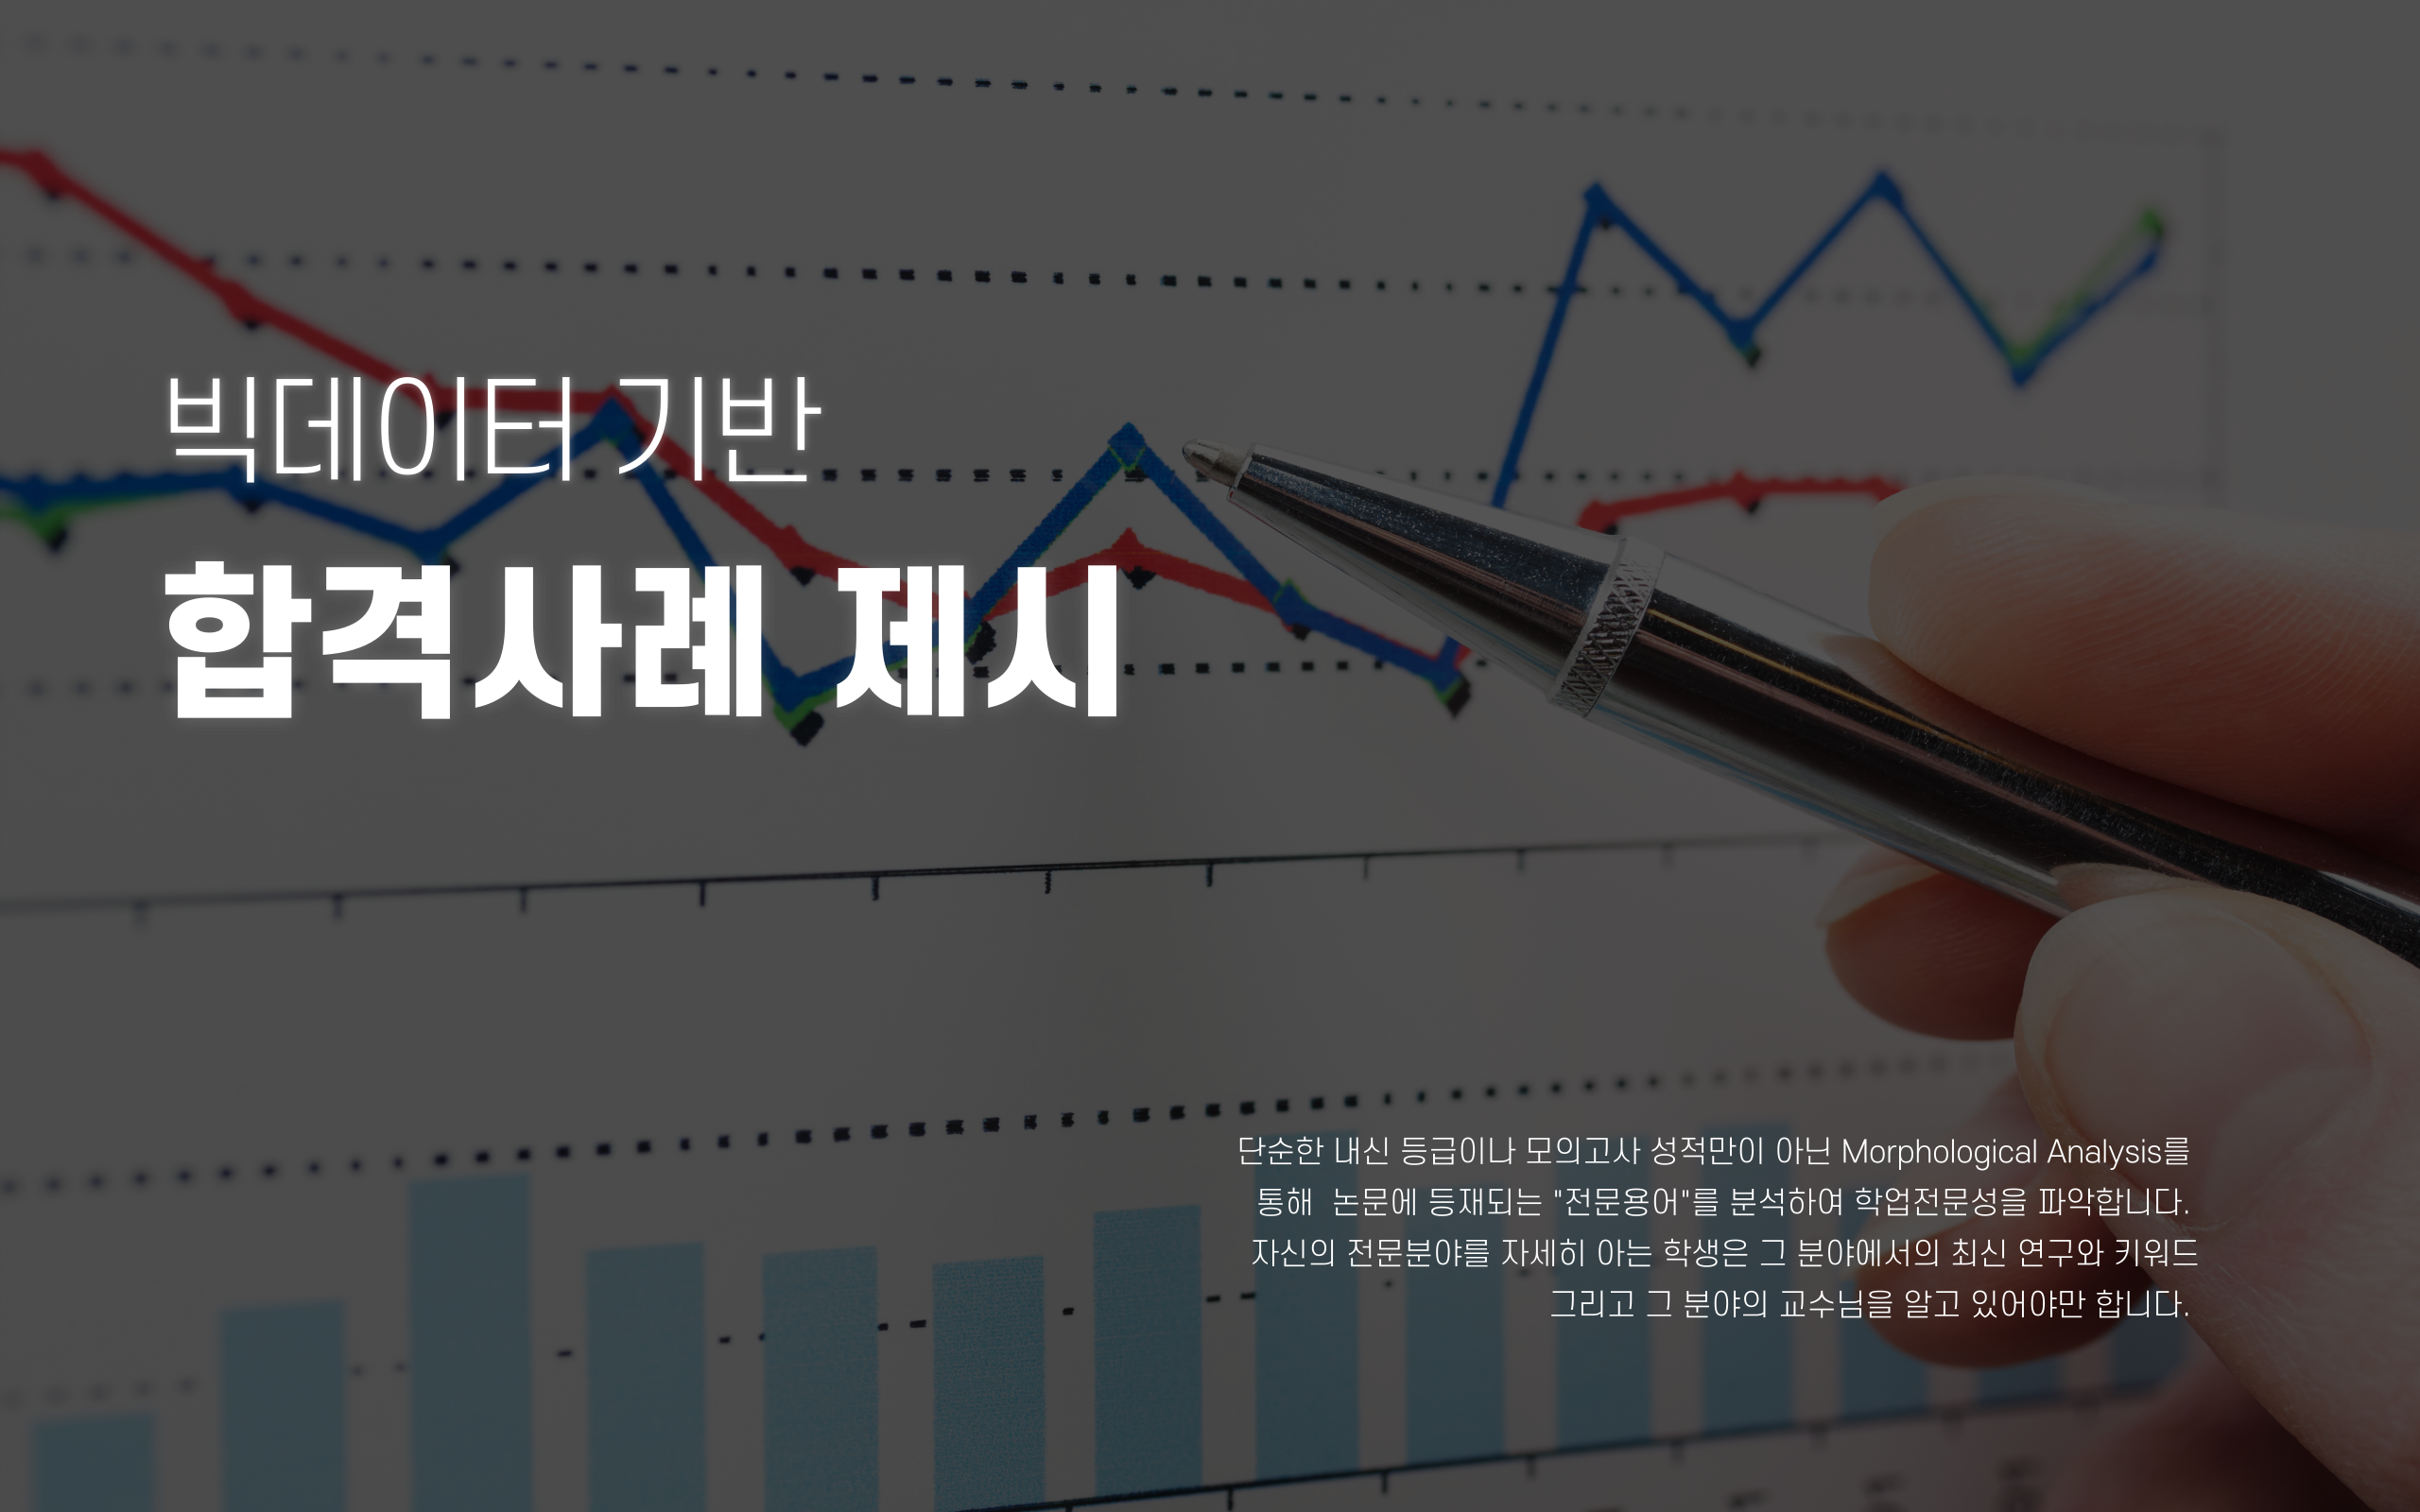 빅데이터 기반
합격사례 제시
단순한 내신 등급이나 모의고사 성적만이 아닌 Morphological Analysis를
통해 논문에 등재되는 "전문용어"를 분석하여 학업전문성을 파악합니다.
자신의 전문분야를 자세히 아는 학생은 그 분야에서의 최신 연구와 키워드
그리고 그 분야의 교수님을 알고 있어야만 합니다.